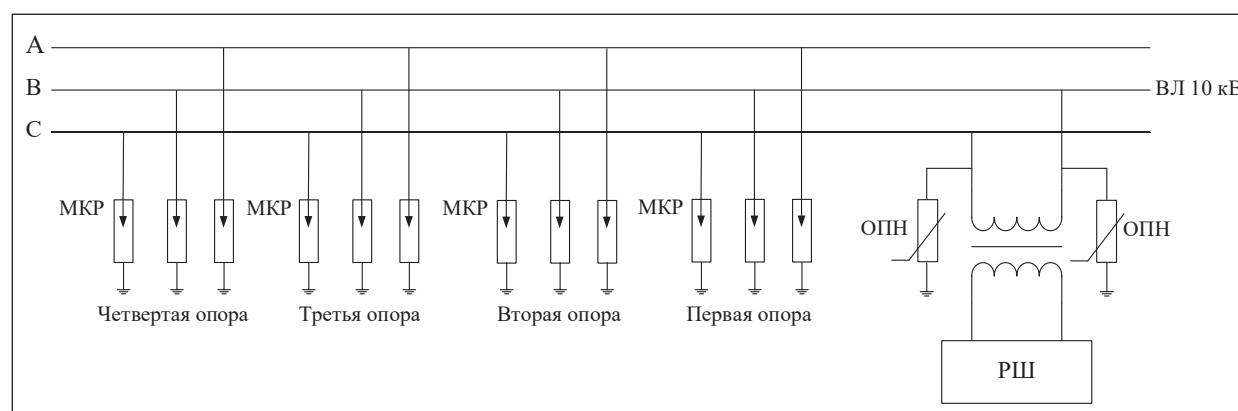 А
В
ВЛ 10 кВ
С
МКР
МКР
МКР
МКР
ОПН
ОПН
Четвертая опора
Третья опора
Вторая опора
Первая опора
РШ